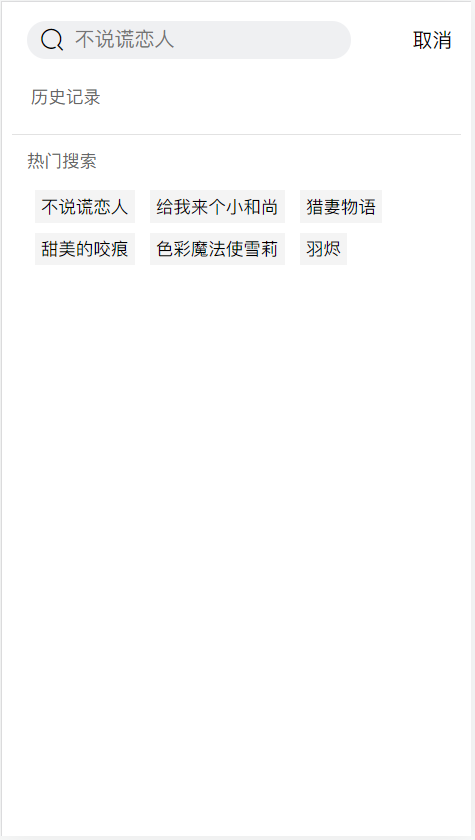 不说谎恋人 取消
历史记录
热门搜索
不说谎恋人 给我来个小和尚 猎妻物语
甜美的咬痕 色彩魔法使雪莉 羽烬